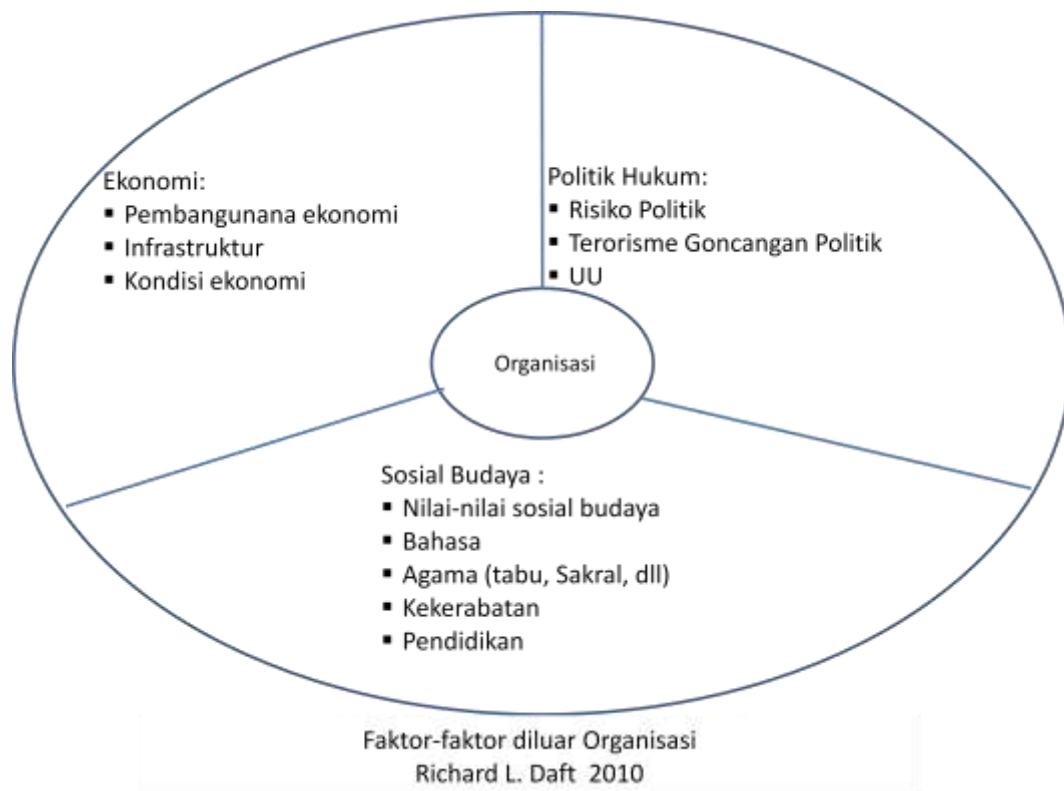 Ekonomi:
▪ Pembangunana ekonomi
▪ Infrastruktur
▪ Kondisi ekonomi
Politik Hukum:
▪ Risiko Politik
▪ Terorisme Goncangan Politik
▪ UU
Organisasi
Sosial Budaya :
▪ Nilai-nilai sosial budaya
▪ Bahasa
▪ Agama (tabu, Sakral, dll)
▪ Kekerabatan
▪ Pendidikan
Faktor-faktor diluar Organisasi
Richard L. Daft 2010